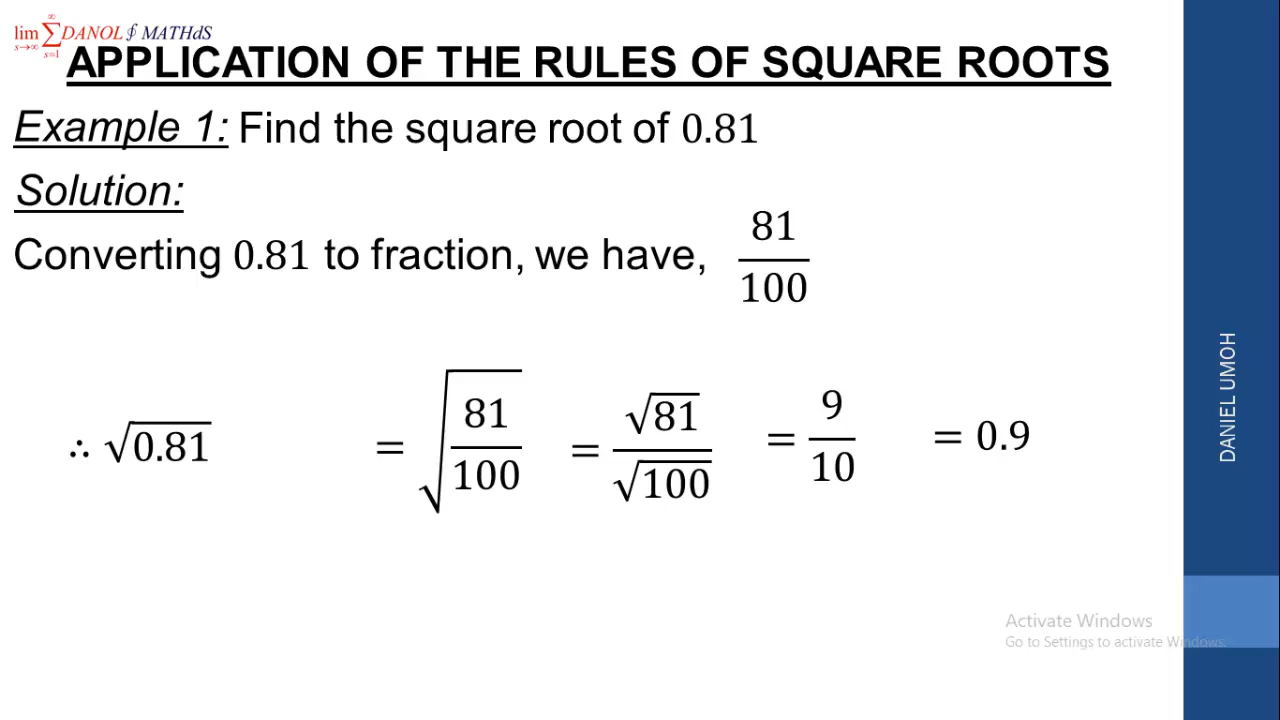 lim s→∞ ∞ ∑ s=1 DANOL ∮ MATHdS
APPLICATION OF THE RULES OF SQUARE ROOTS
Example 1: Find the square root of 0.81
Solution:
Converting 0.81 to fraction, we have, 81/100
∴ √0.81 = √(81/100) = √81/√100 = 9/10 = 0.9
DANIEL UMOH
Activate Windows
Go to Settings to activate Windows.